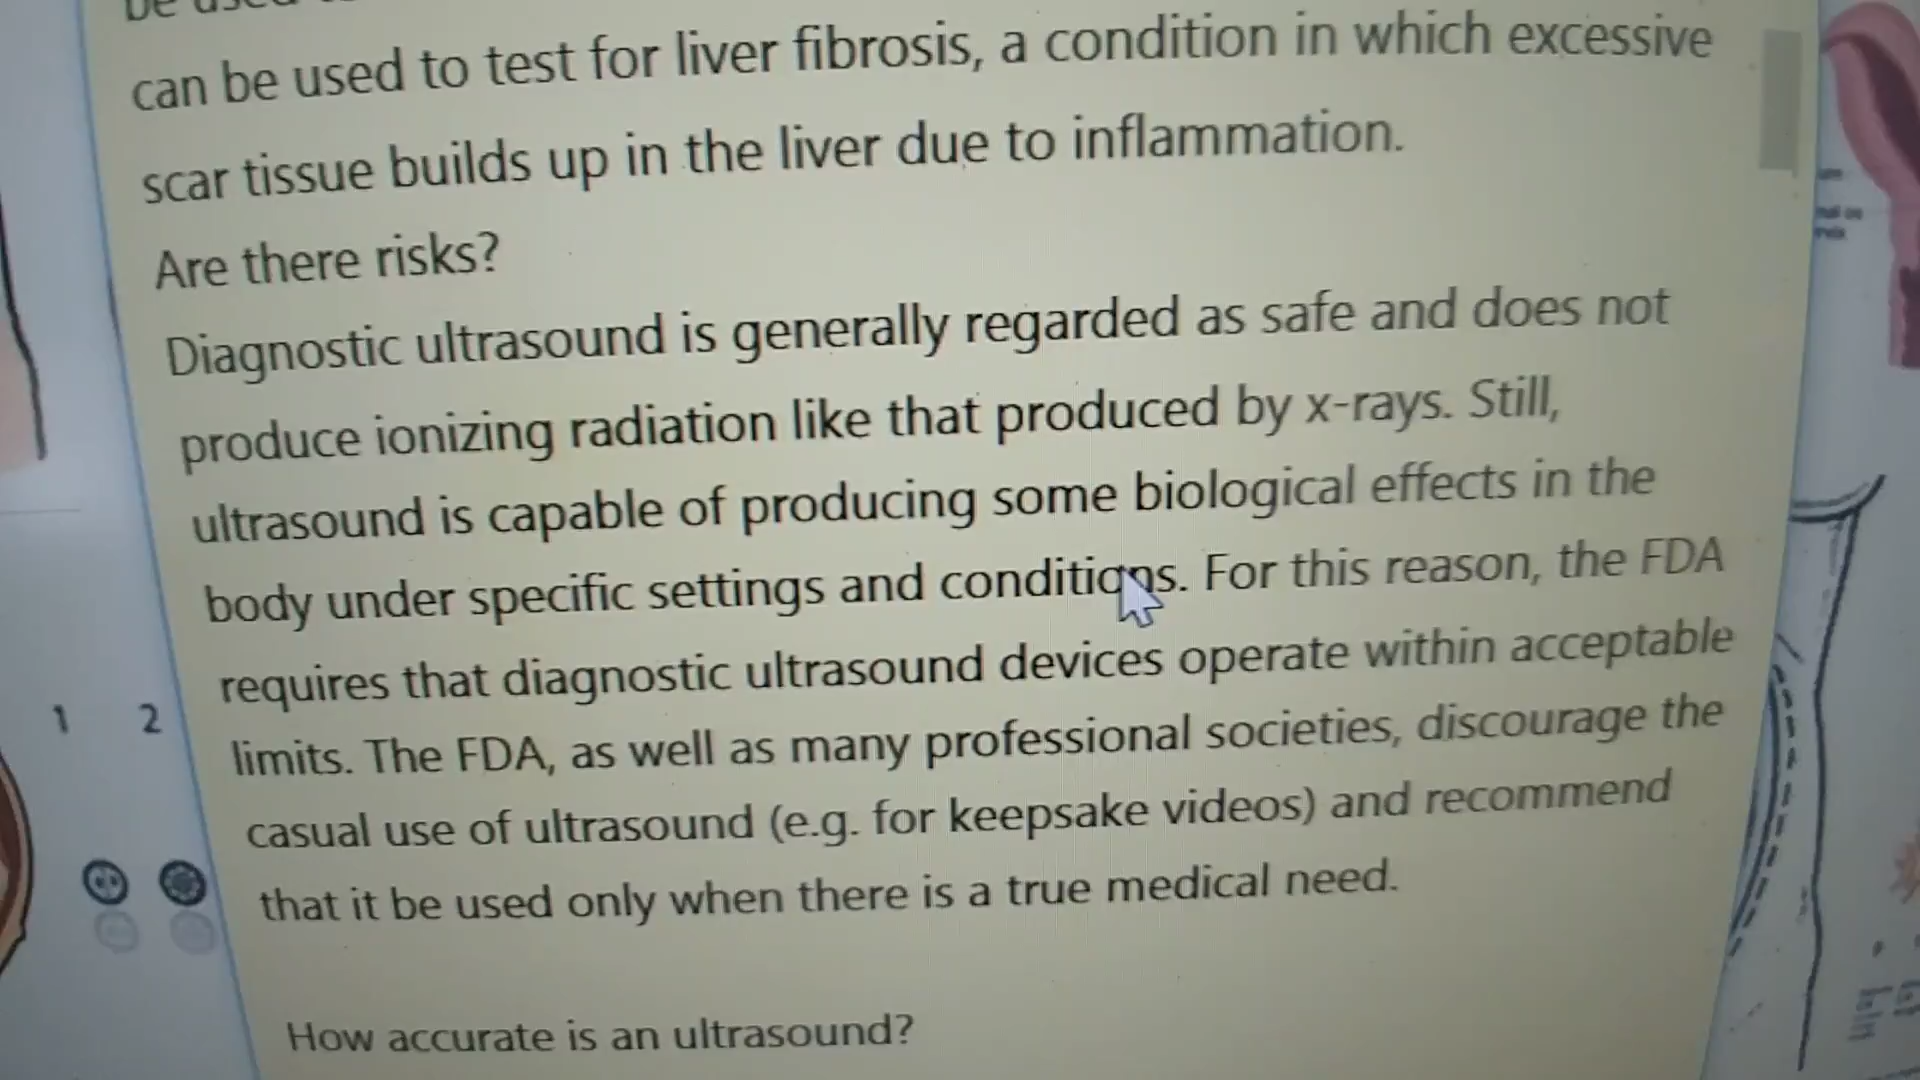 be used
can be used to test for liver fibrosis, a condition in which excessive
scar tissue builds up in the liver due to inflammation.
Are there risks?
Diagnostic ultrasound is generally regarded as safe and does not
produce ionizing radiation like that produced by x-rays. Still,
ultrasound is capable of producing some biological effects in the
body under specific settings and conditions. For this reason, the FDA
requires that diagnostic ultrasound devices operate within acceptable
limits. The FDA, as well as many professional societies, discourage the
casual use of ultrasound (e.g. for keepsake videos) and recommend
that it be used only when there is a true medical need.
How accurate is an ultrasound?
1 2